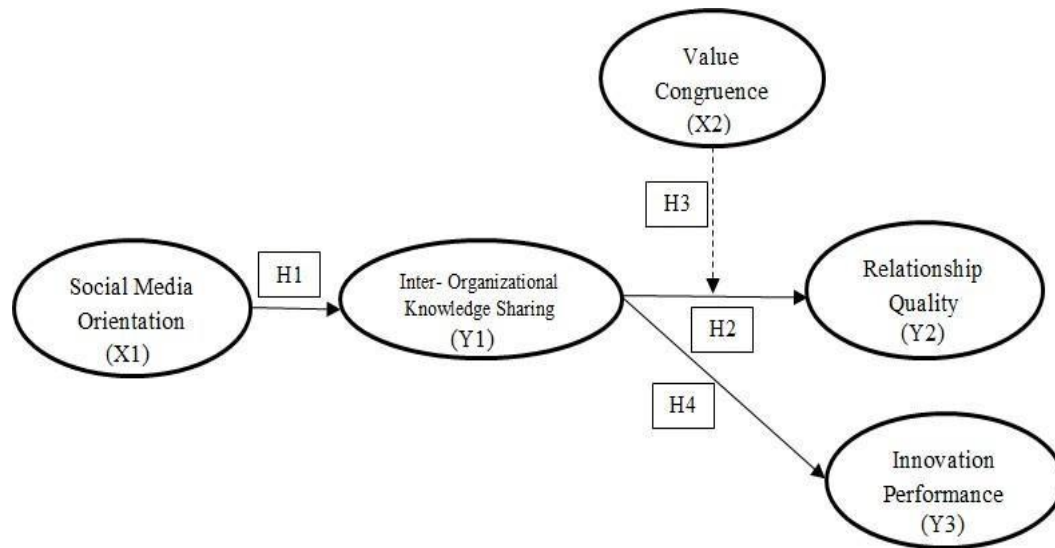 Value
Congruence
(X2)
H3
Social Media
Orientation
(X1)
H1
Inter- Organizational
Knowledge Sharing
(Y1)
H2
Relationship
Quality
(Y2)
H4
Innovation
Performance
(Y3)